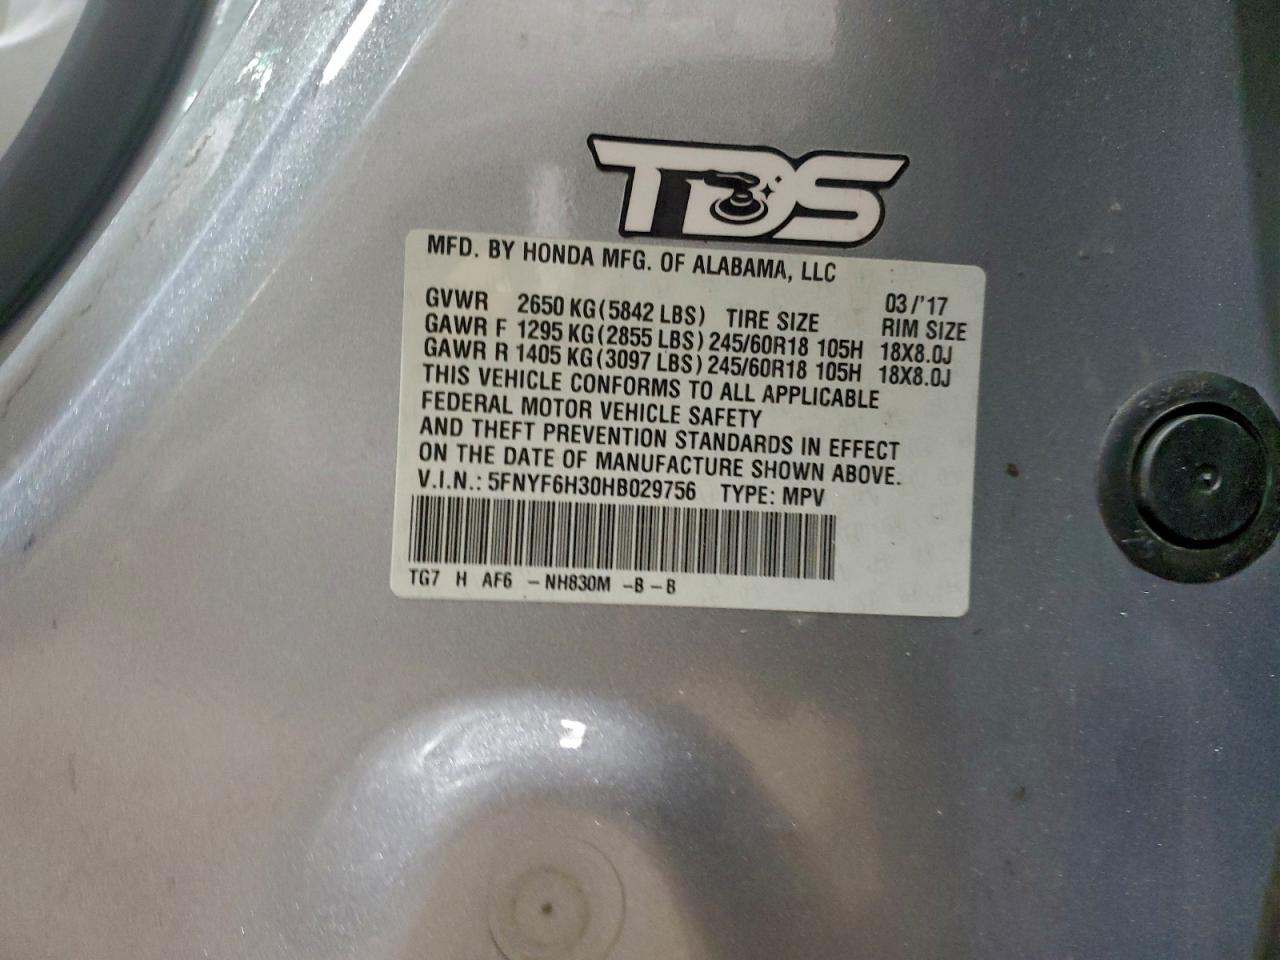 TDS
MFD. BY HONDA MFG. OF ALABAMA, LLC
03/'17
GVWR 2650 KG (5842 LBS) TIRE SIZE RIM SIZE
GAWR F 1295 KG (2855 LBS) 245/60R18 105H 18X8.0J
GAWR R 1405 KG (3097 LBS) 245/60R18 105H 18X8.0J
THIS VEHICLE CONFORMS TO ALL APPLICABLE
FEDERAL MOTOR VEHICLE SAFETY
AND THEFT PREVENTION STANDARDS IN EFFECT
ON THE DATE OF MANUFACTURE SHOWN ABOVE.
V.I.N.: 5FNYF6H30HB029756 TYPE: MPV
TG7 H AF6 - NH830M - B - B